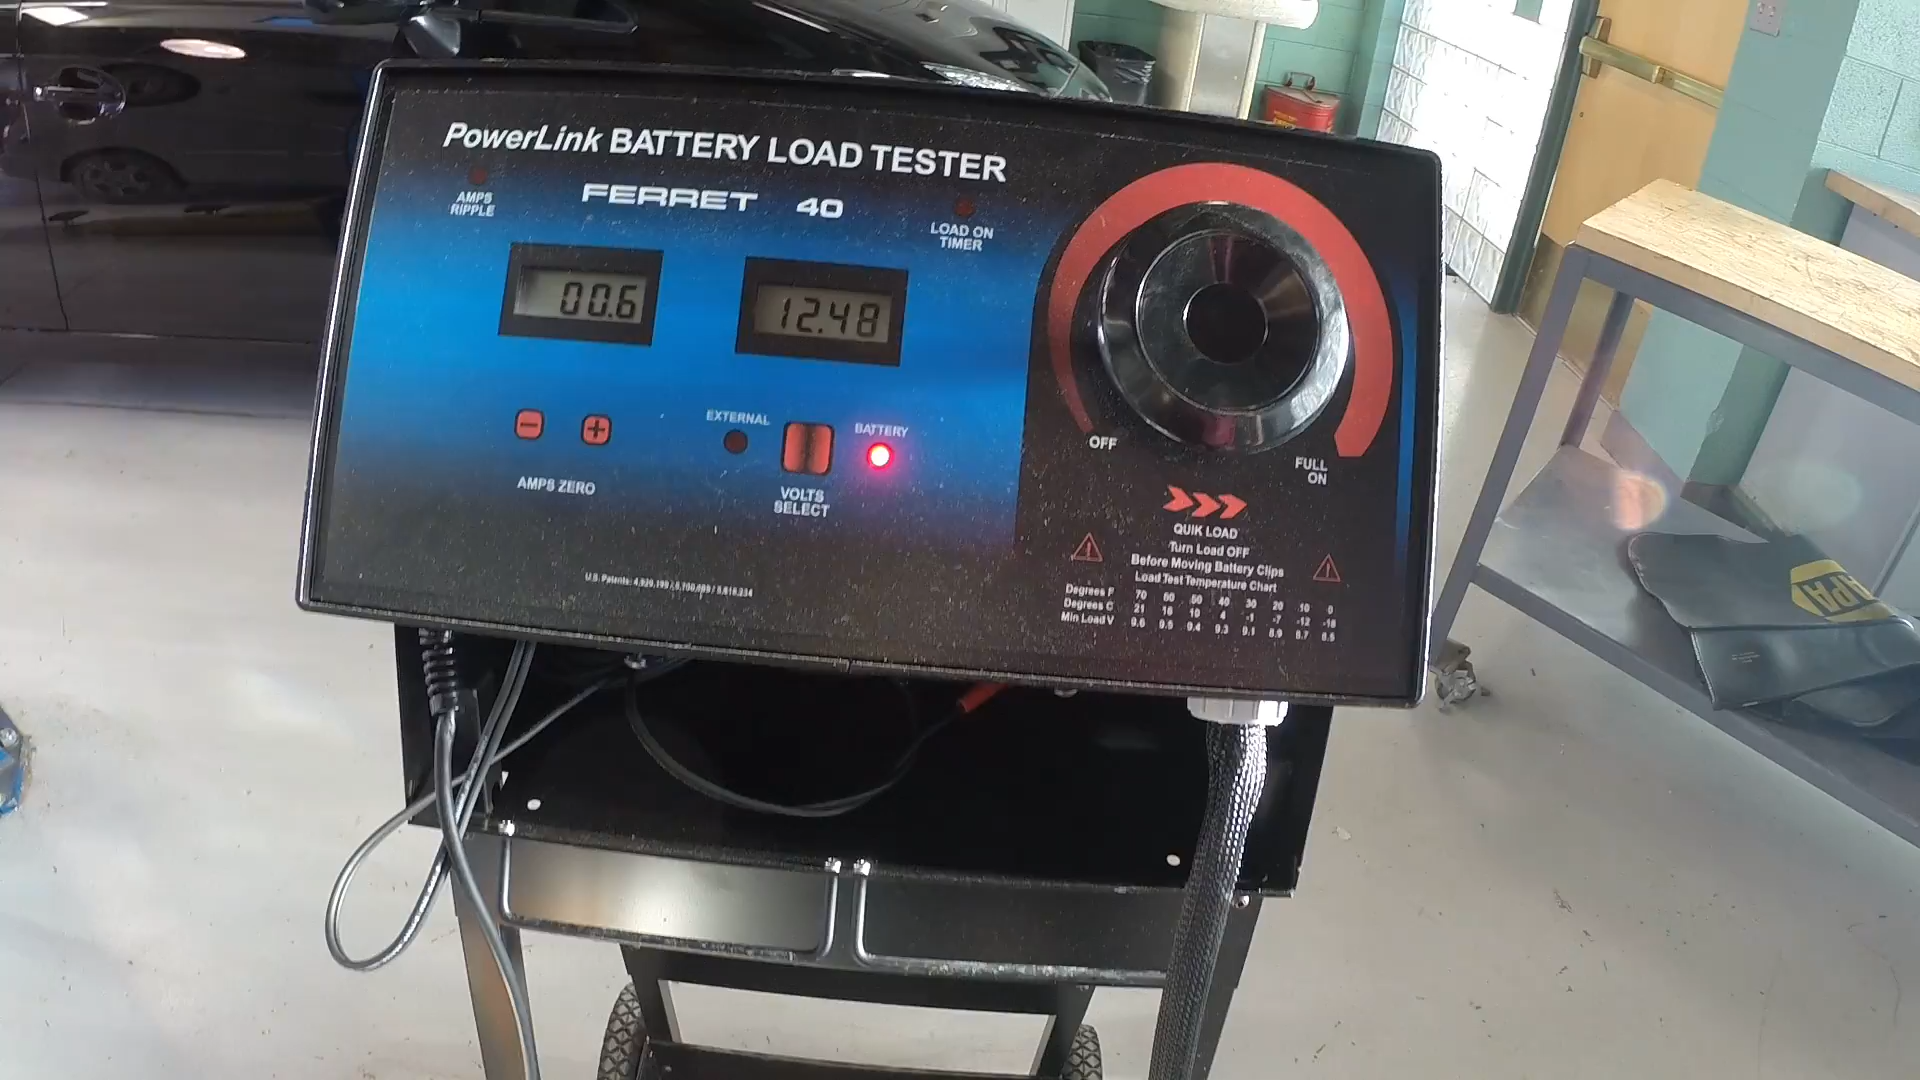 PowerLink BATTERY LOAD TESTER
FERRET 40
AMPS
RIPPLE
LOAD ON
TIMER
00.6
12.48
EXTERNAL
BATTERY
AMPS ZERO
VOLTS
SELECT
OFF
FULL
ON
QUIK LOAD
Turn Load OFF
Before Moving Battery Clips
Load Test Temperature Chart
Degrees F 70 60 50 40 30 20 10 0
Degrees C 21 16 10 4 -1 -7 -12 -18
Min Load V 9.6 9.5 9.4 9.3 9.1 8.9 8.7 8.5
U.S. Patents:
NAPA